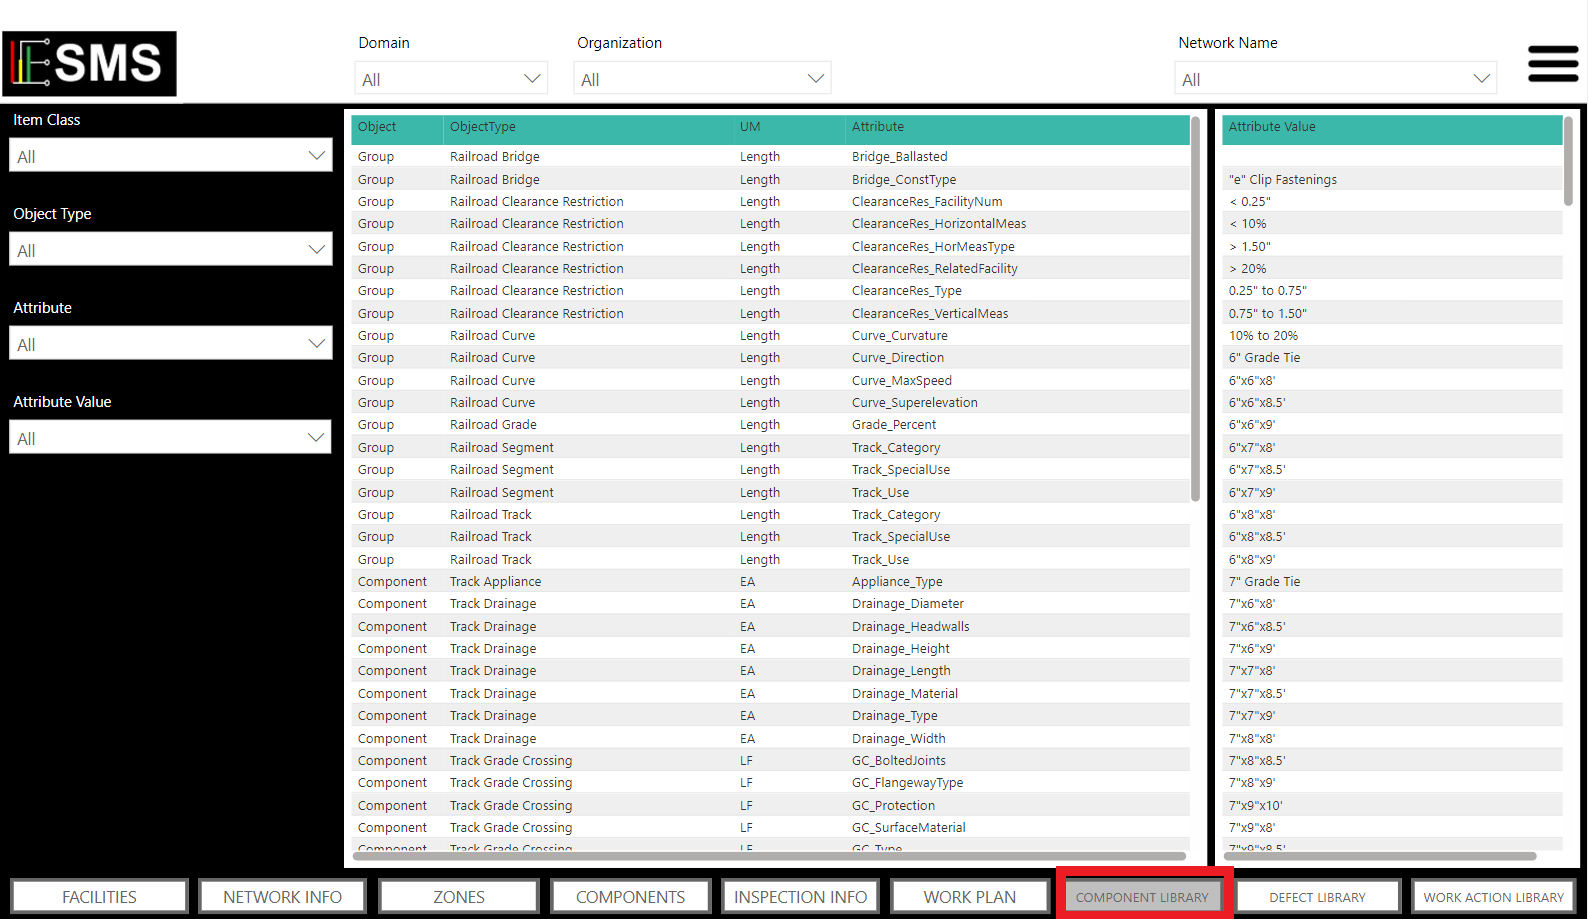 ESMS
Domain
All
Organization
All
Network Name
All
Item Class
All
Object Type
All
Attribute
All
Attribute Value
All
Object ObjectType UM Attribute
Group Railroad Bridge Length Bridge_Ballasted
Group Railroad Bridge Length Bridge_ConstType
Group Railroad Clearance Restriction Length ClearanceRes_FacilityNum
Group Railroad Clearance Restriction Length ClearanceRes_HorizontalMeas
Group Railroad Clearance Restriction Length ClearanceRes_HorMeasType
Group Railroad Clearance Restriction Length ClearanceRes_RelatedFacility
Group Railroad Clearance Restriction Length ClearanceRes_Type
Group Railroad Clearance Restriction Length ClearanceRes_VerticalMeas
Group Railroad Curve Length Curve_Curvature
Group Railroad Curve Length Curve_Direction
Group Railroad Curve Length Curve_MaxSpeed
Group Railroad Curve Length Curve_Superelevation
Group Railroad Grade Length Grade_Percent
Group Railroad Segment Length Track_Category
Group Railroad Segment Length Track_SpecialUse
Group Railroad Segment Length Track_Use
Group Railroad Track Length Track_Category
Group Railroad Track Length Track_SpecialUse
Group Railroad Track Length Track_Use
Component Track Appliance EA Appliance_Type
Component Track Drainage EA Drainage_Diameter
Component Track Drainage EA Drainage_Headwalls
Component Track Drainage EA Drainage_Height
Component Track Drainage EA Drainage_Length
Component Track Drainage EA Drainage_Material
Component Track Drainage EA Drainage_Type
Component Track Drainage EA Drainage_Width
Component Track Grade Crossing LF GC_BoltedJoints
Component Track Grade Crossing LF GC_FlangewayType
Component Track Grade Crossing LF GC_Protection
Component Track Grade Crossing LF GC_SurfaceMaterial
Component Track Grade Crossing LF GC_Type
Attribute Value
"e" Clip Fastenings
< 0.25"
< 10%
> 1.50"
> 20%
0.25" to 0.75"
0.75" to 1.50"
10% to 20%
6" Grade Tie
6"x6"x8'
6"x6"x8.5'
6"x6"x9'
6"x7"x8'
6"x7"x8.5'
6"x7"x9'
6"x8"x8'
6"x8"x8.5'
6"x8"x9'
7" Grade Tie
7"x6"x8'
7"x6"x8.5'
7"x6"x9'
7"x7"x8'
7"x7"x8.5'
7"x7"x9'
7"x8"x8'
7"x8"x8.5'
7"x8"x9'
7"x9"x10'
7"x9"x8'
7"x9"x8.5'
FACILITIES
NETWORK INFO
ZONES
COMPONENTS
INSPECTION INFO
WORK PLAN
COMPONENT LIBRARY
DEFECT LIBRARY
WORK ACTION LIBRARY